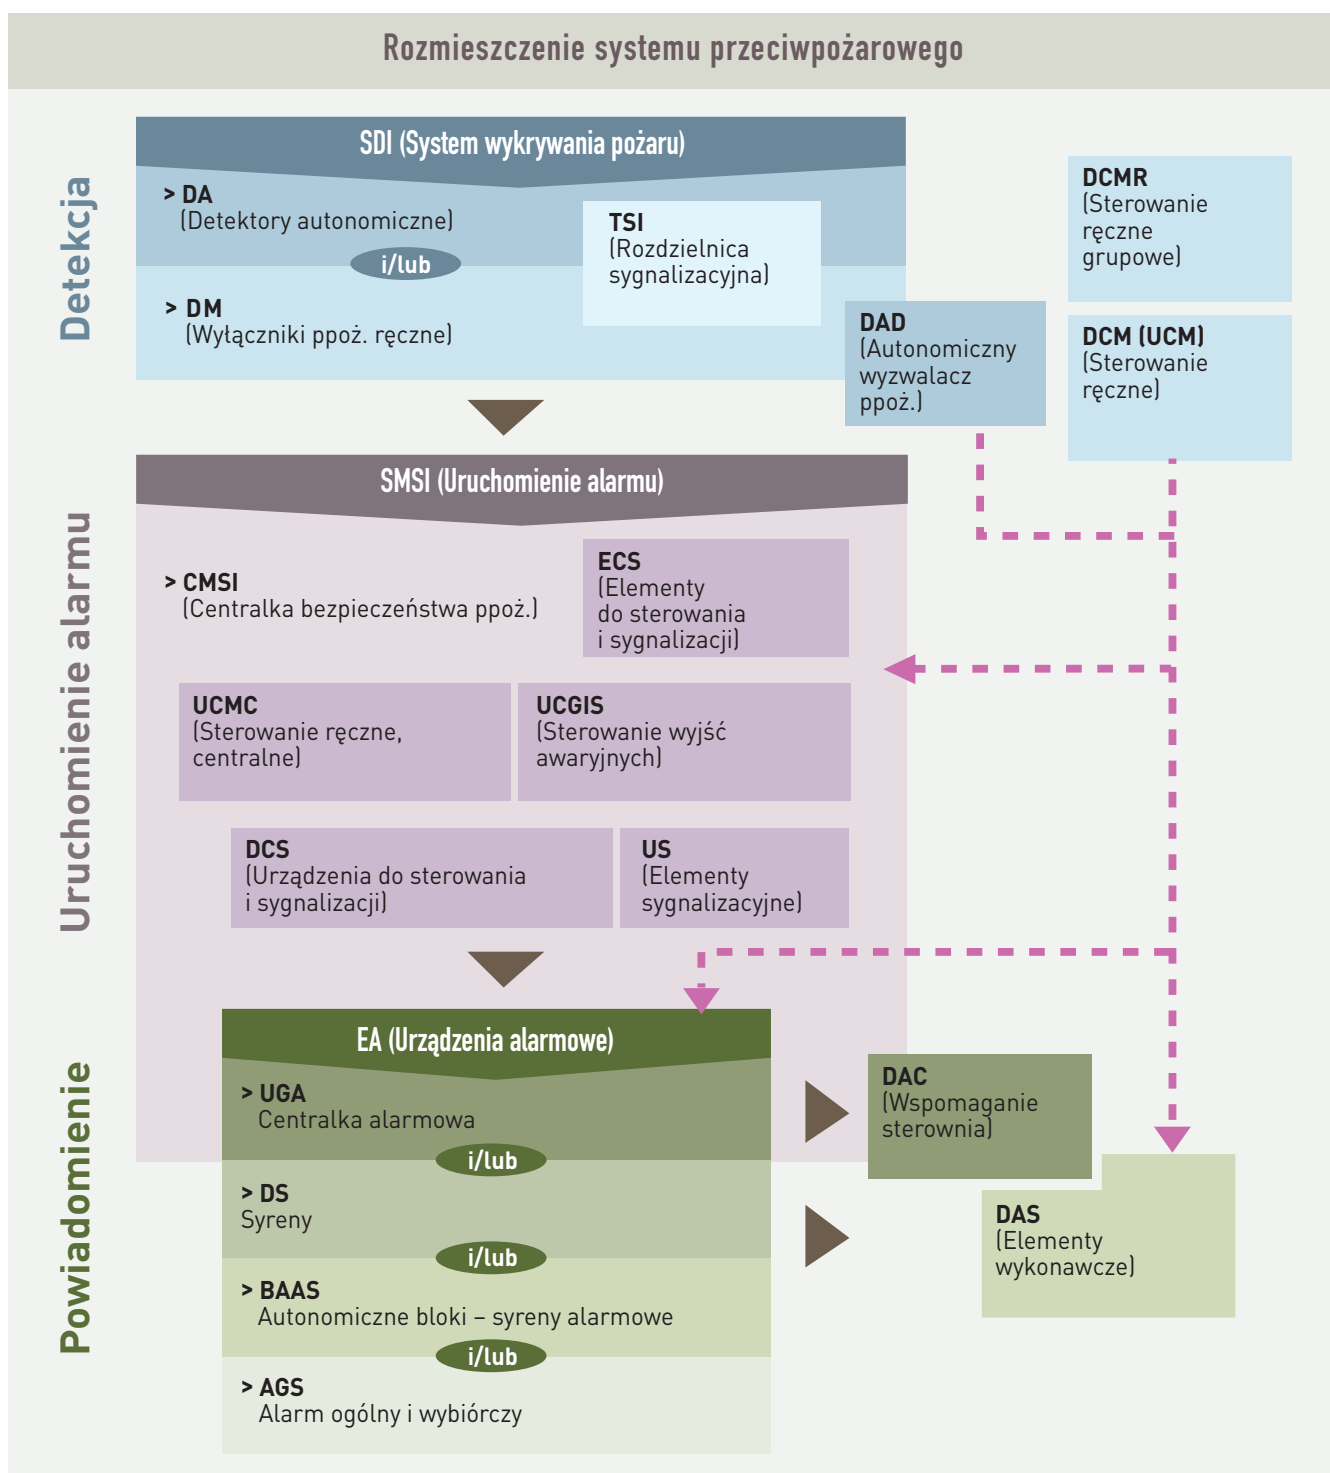 Rozmieszczenie systemu przeciwpożarowego
Detekcja
SDI (System wykrywania pożaru)
> DA
(Detektory autonomiczne)
i/lub
> DM
(Wyłączniki ppoż. ręczne)
TSI
(Rozdzielnica
sygnalizacyjna)
DAD
(Autonomiczny
wyzwalacz
ppoż.)
DCMR
(Sterowanie
ręczne
grupowe)
DCM (UCM)
(Sterowanie
ręczne)
Uruchomienie alarmu
SMSI (Uruchomienie alarmu)
> CMSI
(Centralka bezpieczeństwa ppoż.)
ECS
(Elementy
do sterowania
i sygnalizacji)
UCMC
(Sterowanie ręczne,
centralne)
UCGIS
(Sterowanie wyjść
awaryjnych)
DCS
(Urządzenia do sterowania
i sygnalizacji)
US
(Elementy
sygnalizacyjne)
Powiadomienie
EA (Urządzenia alarmowe)
> UGA
Centralka alarmowa
i/lub
> DS
Syreny
i/lub
> BAAS
Autonomiczne bloki – syreny alarmowe
i/lub
> AGS
Alarm ogólny i wybiórczy
DAC
(Wspomaganie
sterownia)
DAS
(Elementy
wykonawcze)